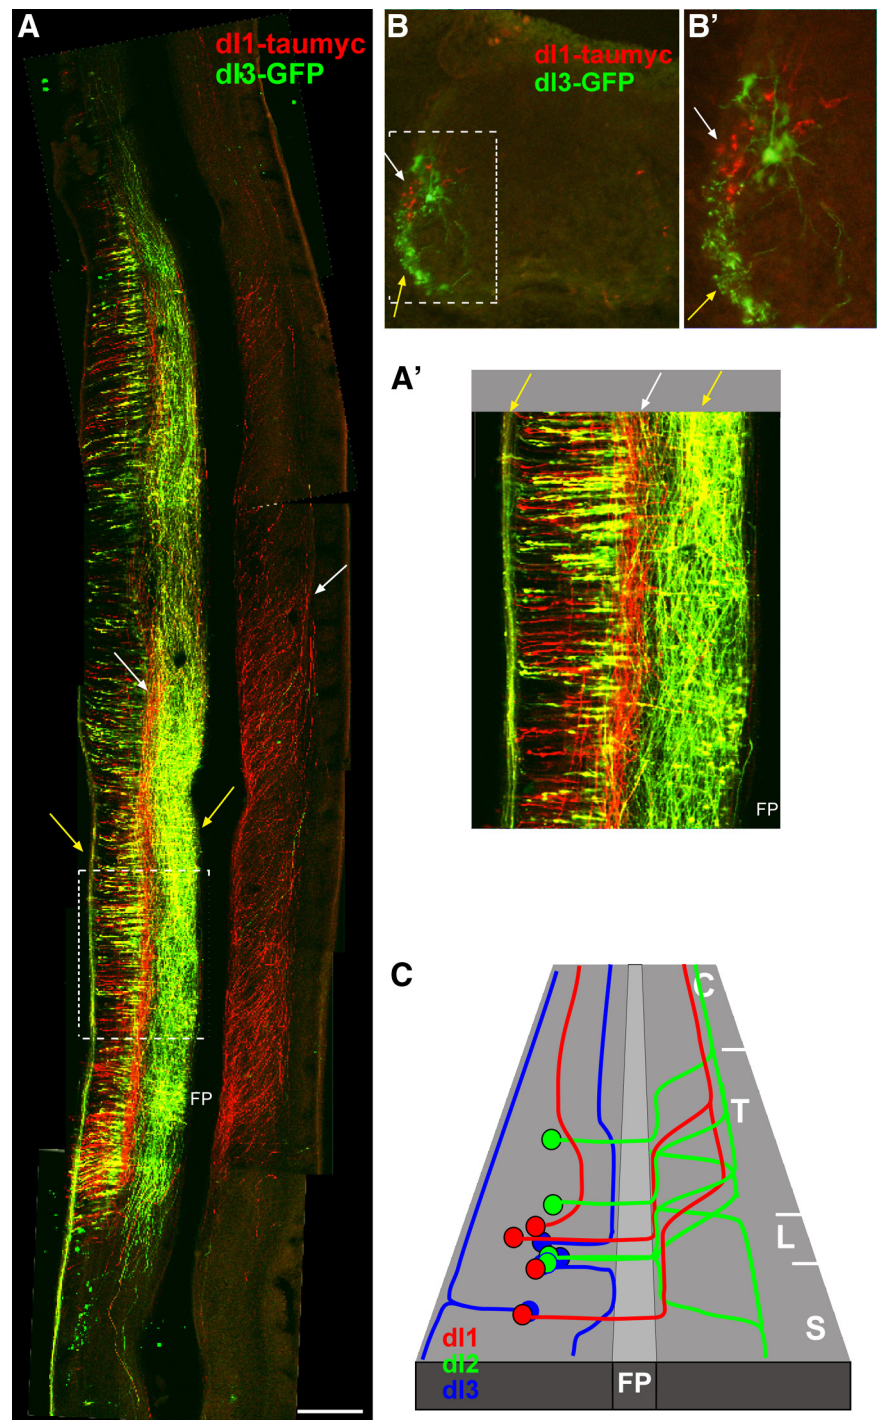 A
dI1-taumyc
dI3-GFP
FP
B
dI1-taumyc
dI3-GFP
B’
A’
FP
C
C
T
L
S
dI1
dI2
dI3
FP